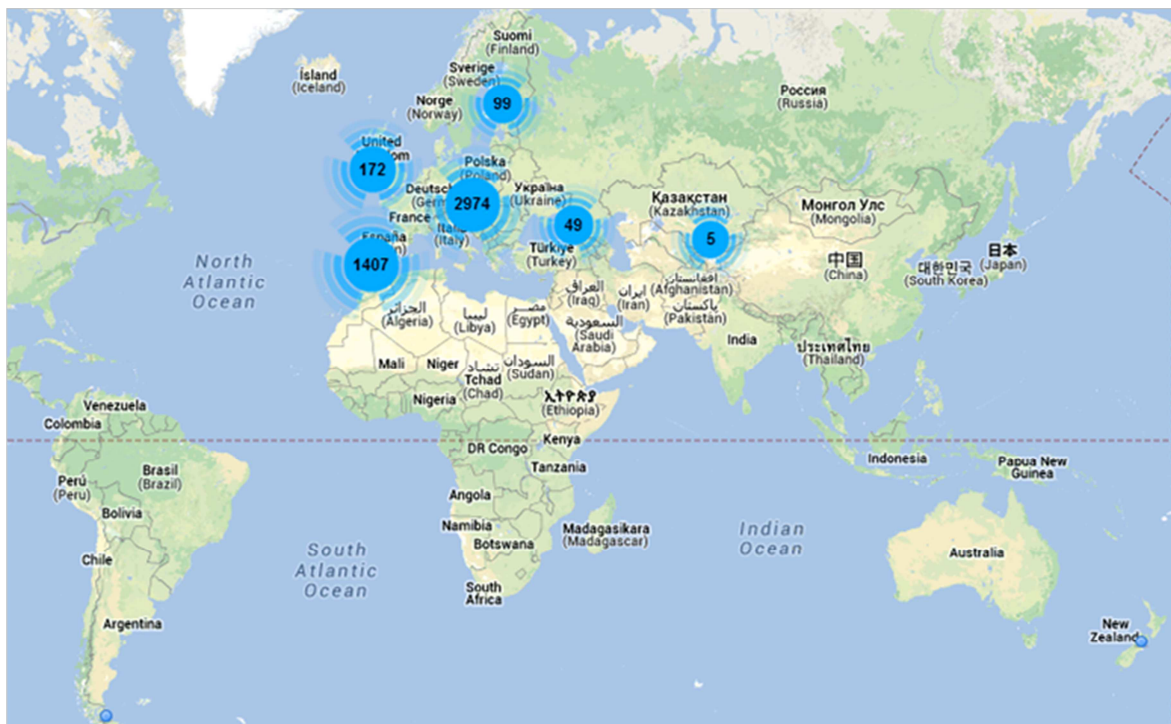 Suomi
(Finland)
Ísland
(Iceland)
Sverige
(Sweden)
Norge
(Norway)
99
Россия
(Russia)
United
172
Polska
(Poland)
2974
Україна
(Ukraine)
France
(Italy)
49
Türkiye
(Turkey)
Қазақстан
(Kazakhstan)
5
Монгол Улс
(Mongolia)
中国
(China)
대한민국
(South Korea)
日本
(Japan)
España
1407
North
Atlantic
Ocean
الجزائر
(Algeria)
ليبيا
(Libya)
مصر
(Egypt)
العراق
(Iraq)
ایران
(Iran)
افغانستان
(Afghanistan)
پاکستان
(Pakistan)
السعودية
(Saudi
Arabia)
India
ประเทศไทย
(Thailand)
Mali
Niger
تشاد
Tchad
(Chad)
السودان
(Sudan)
Nigeria
ኢትዮጵያ
(Ethiopia)
Venezuela
Colombia
DR Congo
Kenya
Tanzania
Indonesia
Papua New
Guinea
Perú
(Peru)
Brasil
(Brazil)
Bolivia
Angola
Namibia
Botswana
Madagasikara
(Madagascar)
Indian
Ocean
Australia
Chile
South
Atlantic
Ocean
South
Africa
Argentina
New
Zealand